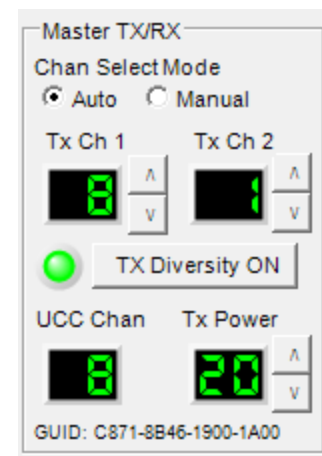 Master TX/RX
Chan Select Mode
Auto Manual
Tx Ch 1 Tx Ch 2
8 1
TX Diversity ON
UCC Chan Tx Power
8 20
GUID: C871-8B46-1900-1A00